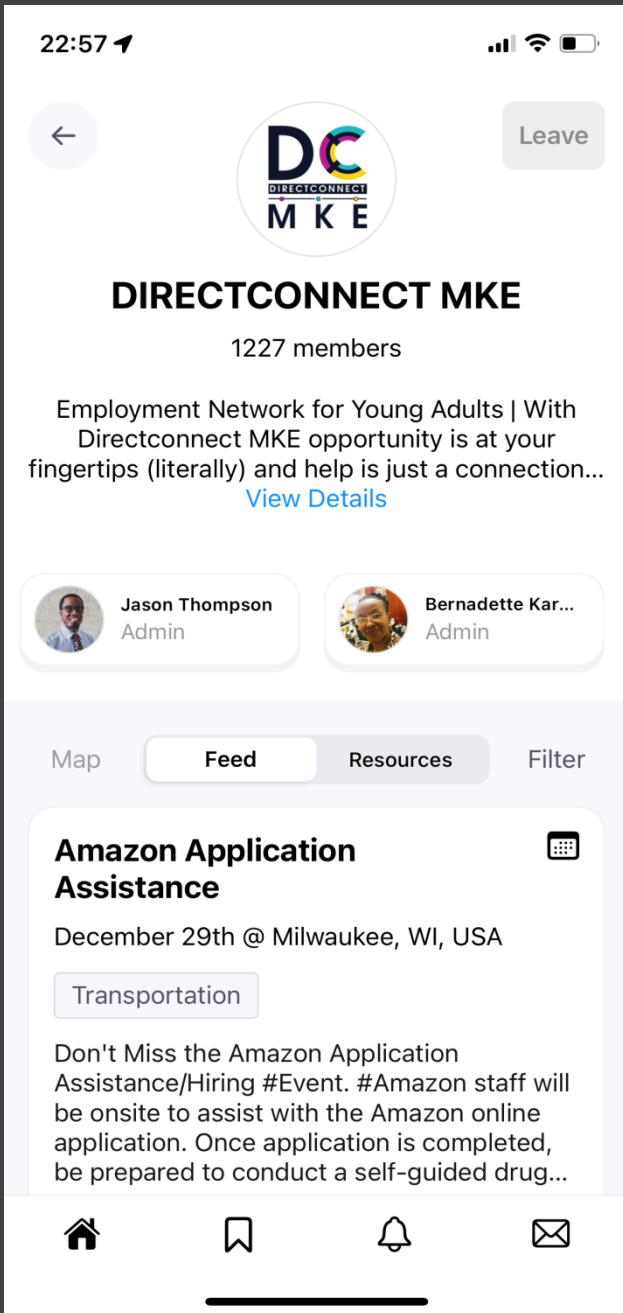 22:57
Leave
DC
DIRECTCONNECT
MKE
DIRECTCONNECT MKE
1227 members
Employment Network for Young Adults | With
Directconnect MKE opportunity is at your
fingertips (literally) and help is just a connection...
View Details
Jason Thompson
Admin
Bernadette Kar...
Admin
Map
Feed
Resources
Filter
Amazon Application
Assistance
December 29th @ Milwaukee, WI, USA
Transportation
Don't Miss the Amazon Application
Assistance/Hiring #Event. #Amazon staff will
be onsite to assist with the Amazon online
application. Once application is completed,
be prepared to conduct a self-guided drug...